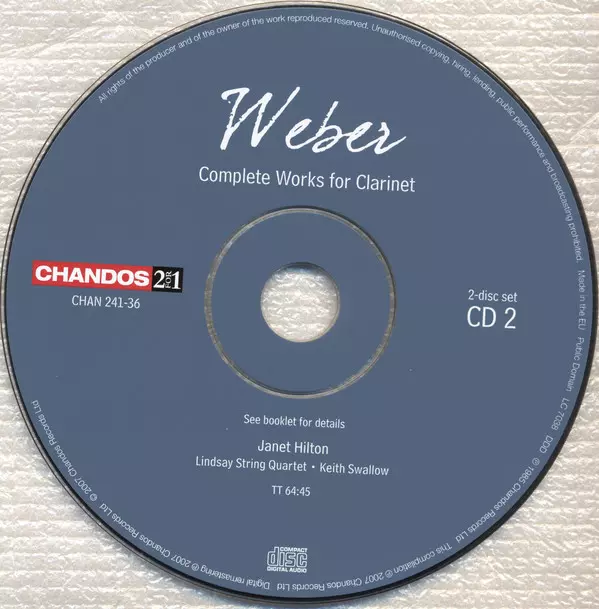 All rights of the producer and of the owner of the work reproduced reserved. Unauthorised copying, hiring, lending, public performance and broadcasting prohibited. Made in the EU Public Domain LC 7038 DDD ℗ 1985 Chandos Records Ltd This compilation ℗ 2007 Chandos Records Ltd Digital remastering ℗ 2007 Chandos Records Ltd © 2007 Chandos Records Ltd
Weber
Complete Works for Clarinet
CHANDOS 2 FOR 1
CHAN 241-36
2-disc set
CD 2
See booklet for details
Janet Hilton
Lindsay String Quartet • Keith Swallow
TT 64:45
COMPACT
disc
DIGITAL AUDIO